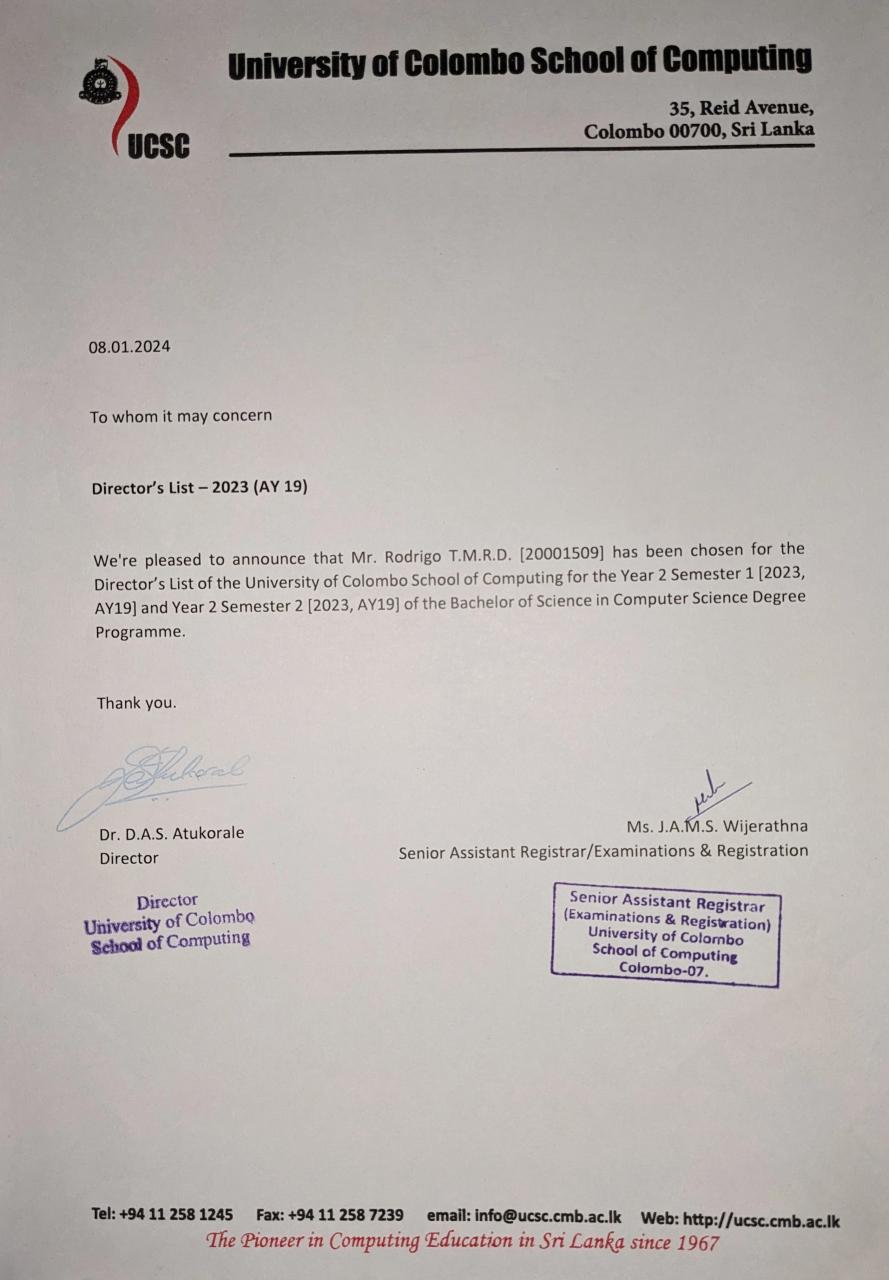 University of Colombo School of Computing
35, Reid Avenue,
Colombo 00700, Sri Lanka
UCSC
08.01.2024
To whom it may concern
Director's List – 2023 (AY 19)
We're pleased to announce that Mr. Rodrigo T.M.R.D. [20001509] has been chosen for the
Director's List of the University of Colombo School of Computing for the Year 2 Semester 1 [2023,
AY19] and Year 2 Semester 2 [2023, AY19] of the Bachelor of Science in Computer Science Degree
Programme.
Thank you.
Dr. D.A.S. Atukorale
Director
Ms. J.A.M.S. Wijerathna
Senior Assistant Registrar/Examinations & Registration
Director
University of Colombo
School of Computing
Senior Assistant Registrar
(Examinations & Registration)
University of Colombo
School of Computing
Colombo-07.
Tel: +94 11 258 1245 Fax: +94 11 258 7239 email: info@ucsc.cmb.ac.lk Web: http://ucsc.cmb.ac.lk
The Pioneer in Computing Education in Sri Lanka since 1967